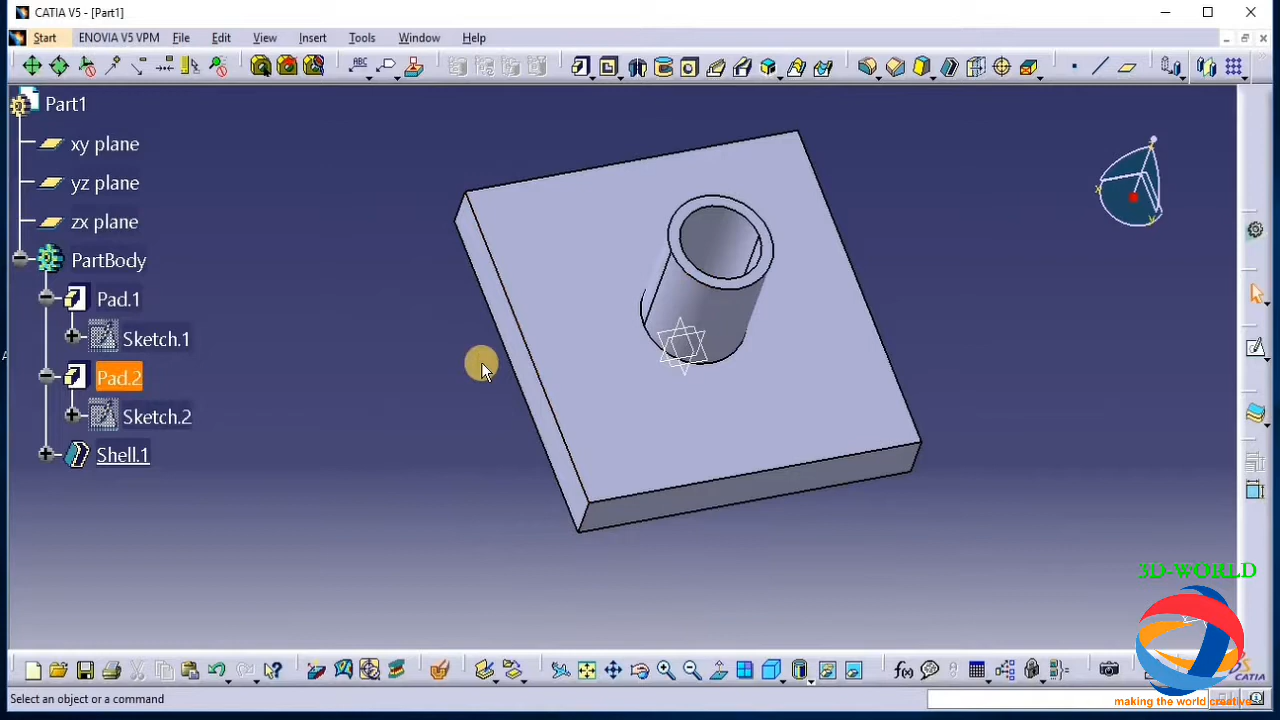 CATIA V5 - [Part1]
Start ENOVIA V5 VPM File Edit View Insert Tools Window Help
ABC
Part1
xy plane
yz plane
zx plane
PartBody
Pad.1
Sketch.1
Pad.2
Sketch.2
Shell.1
3D-WORLD
f(x)
CATIA
making the world creative
Select an object or a command